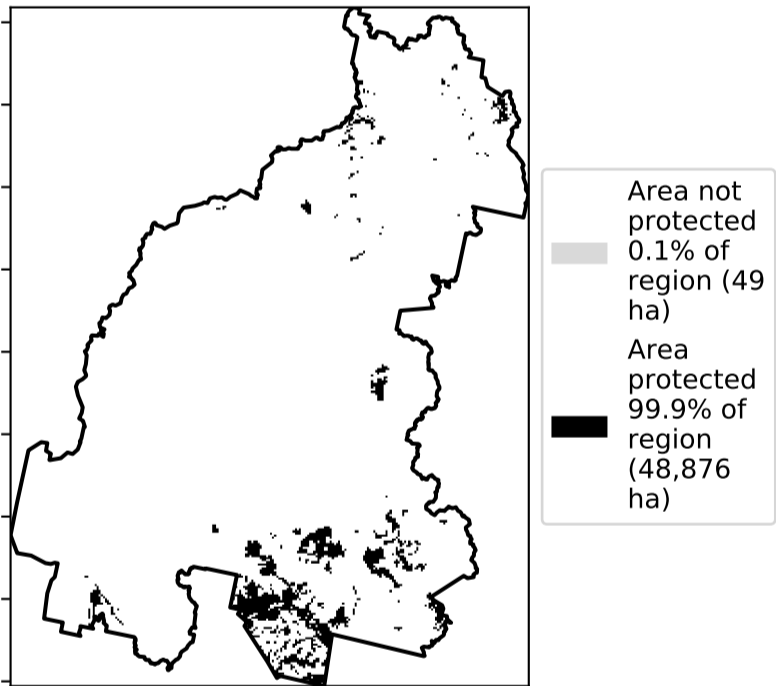 Area not
protected
0.1% of
region (49
ha)
Area
protected
99.9% of
region
(48,876
ha)